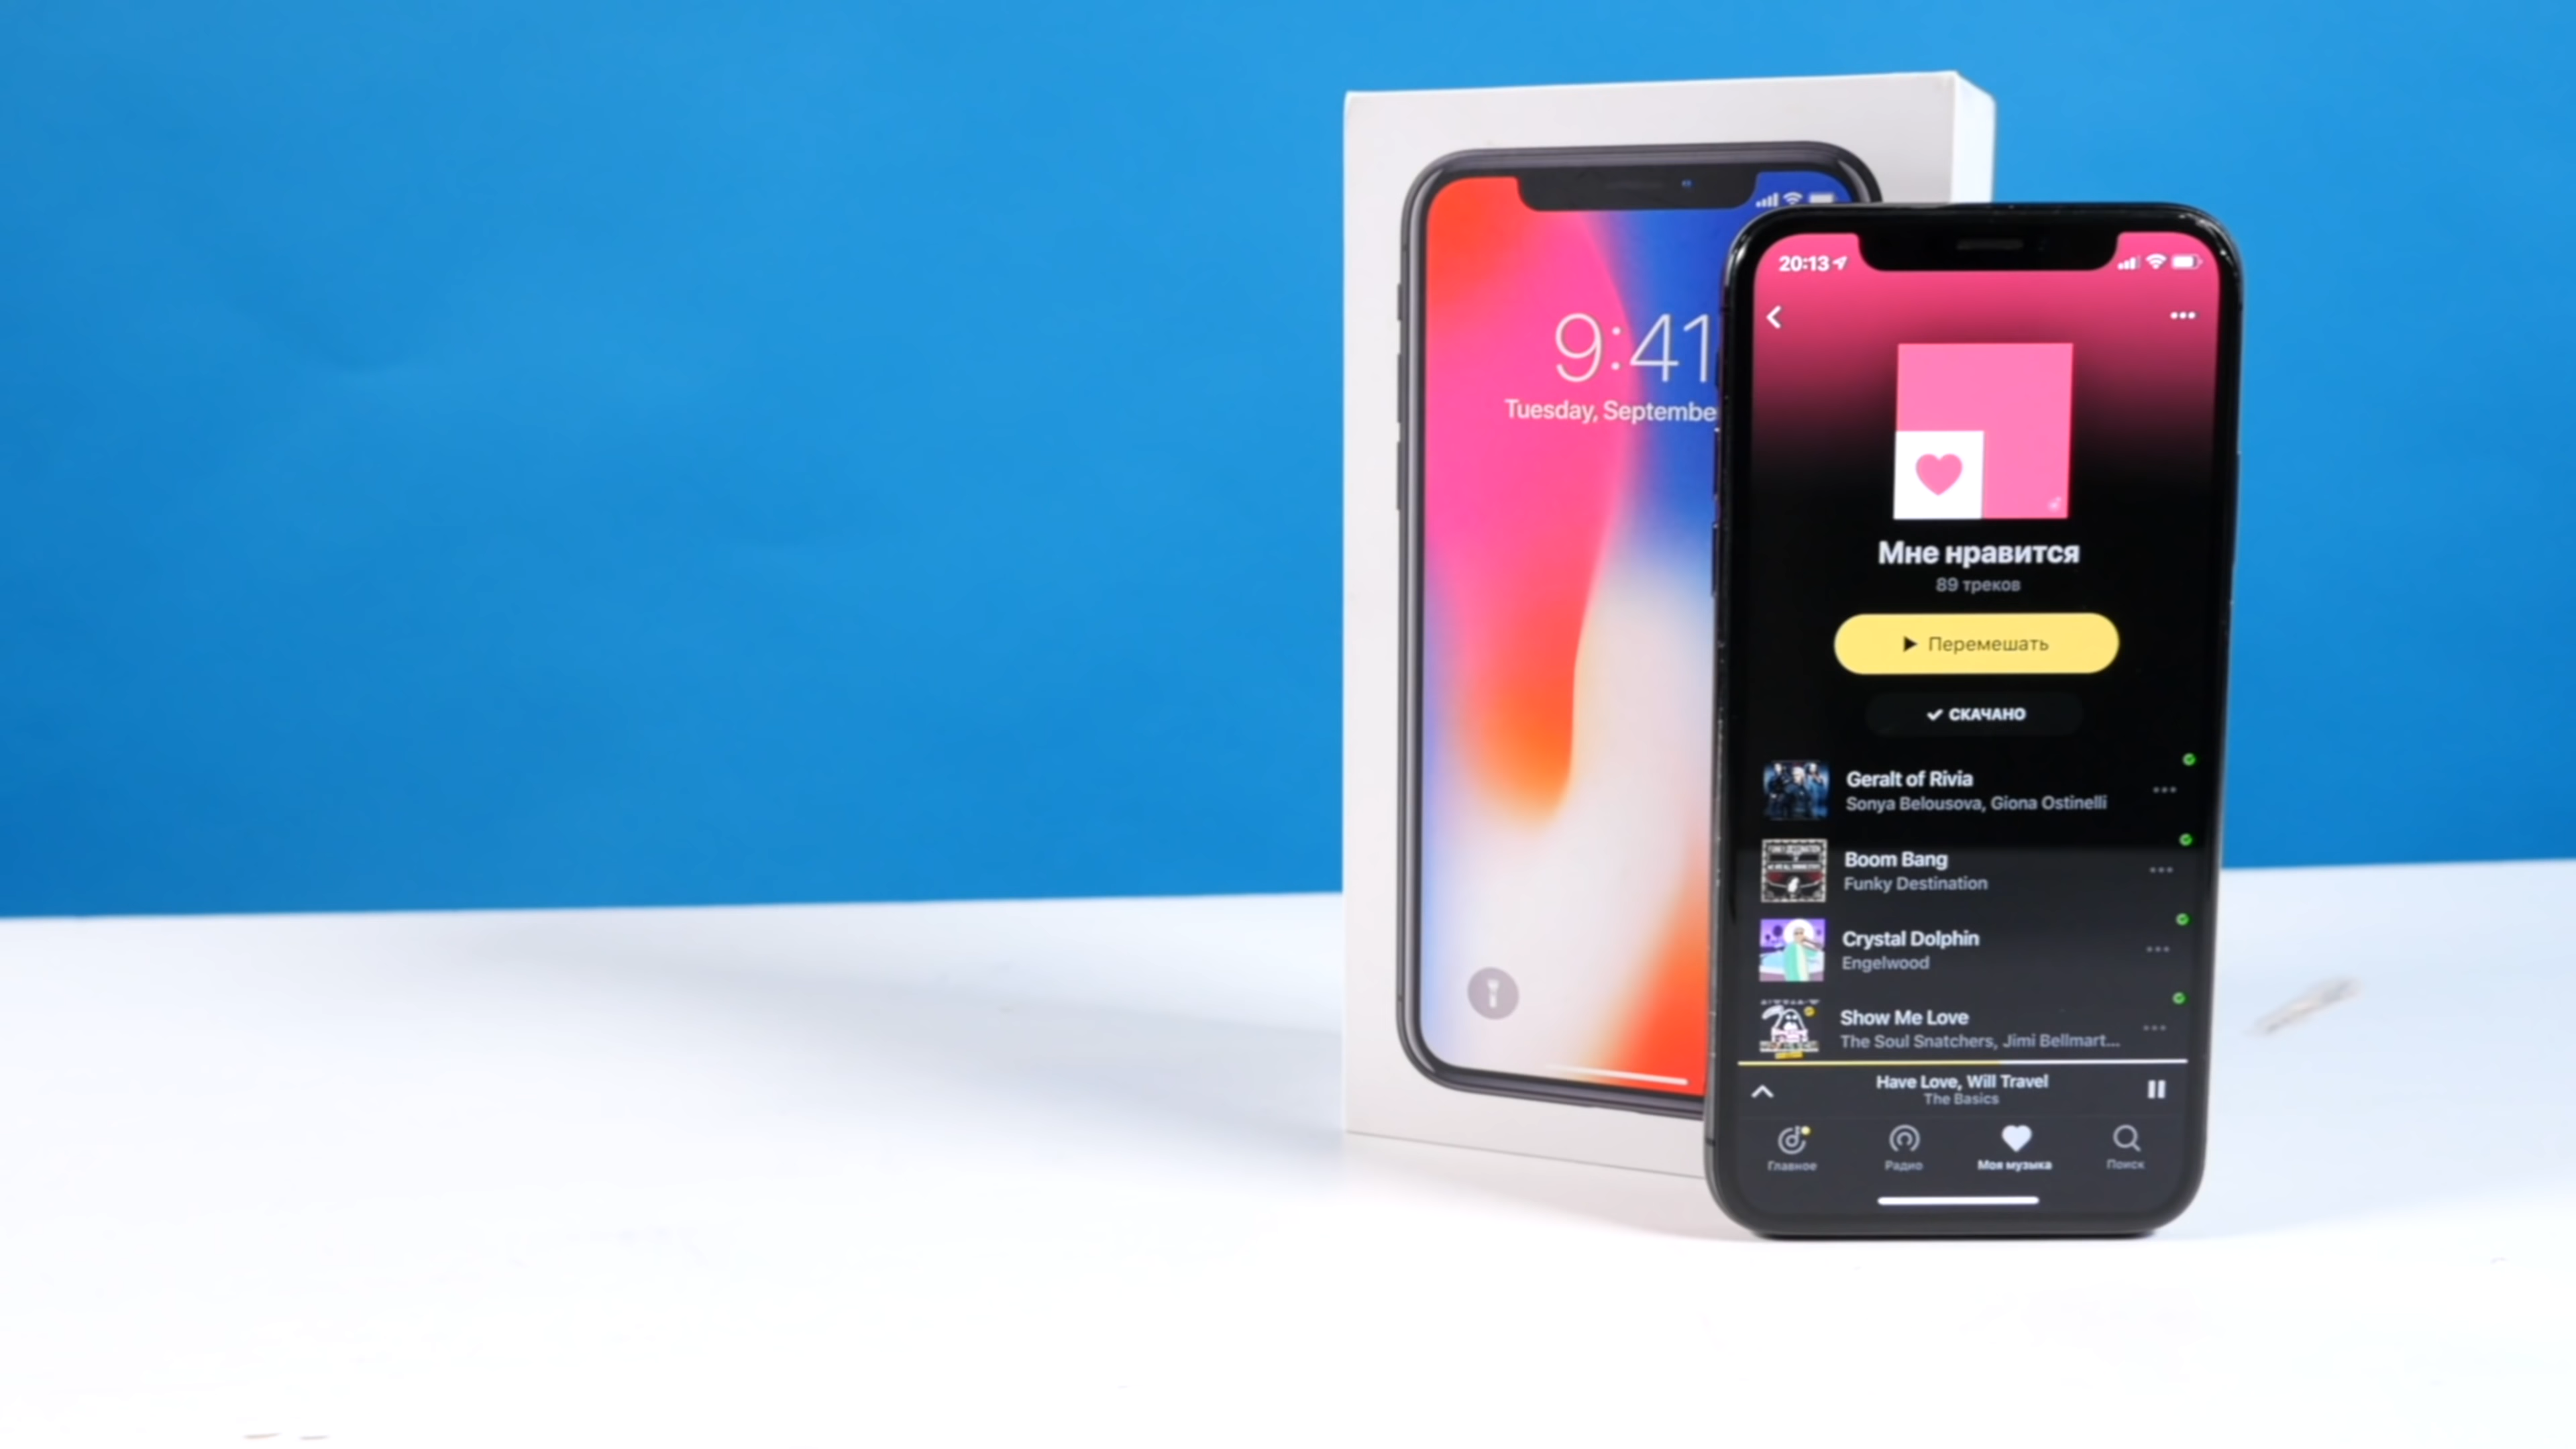 9:41
Tuesday, Septembe
20:13
Мне нравится
89 треков
Перемешать
СКАЧАНО
Geralt of Rivia
Sonya Belousova, Giona Ostinelli
Boom Bang
Funky Destination
Crystal Dolphin
Engelwood
Show Me Love
The Soul Snatchers, Jimi Bellmart...
Have Love, Will Travel
The Basics
Главное
Радио
Моя музыка
Поиск